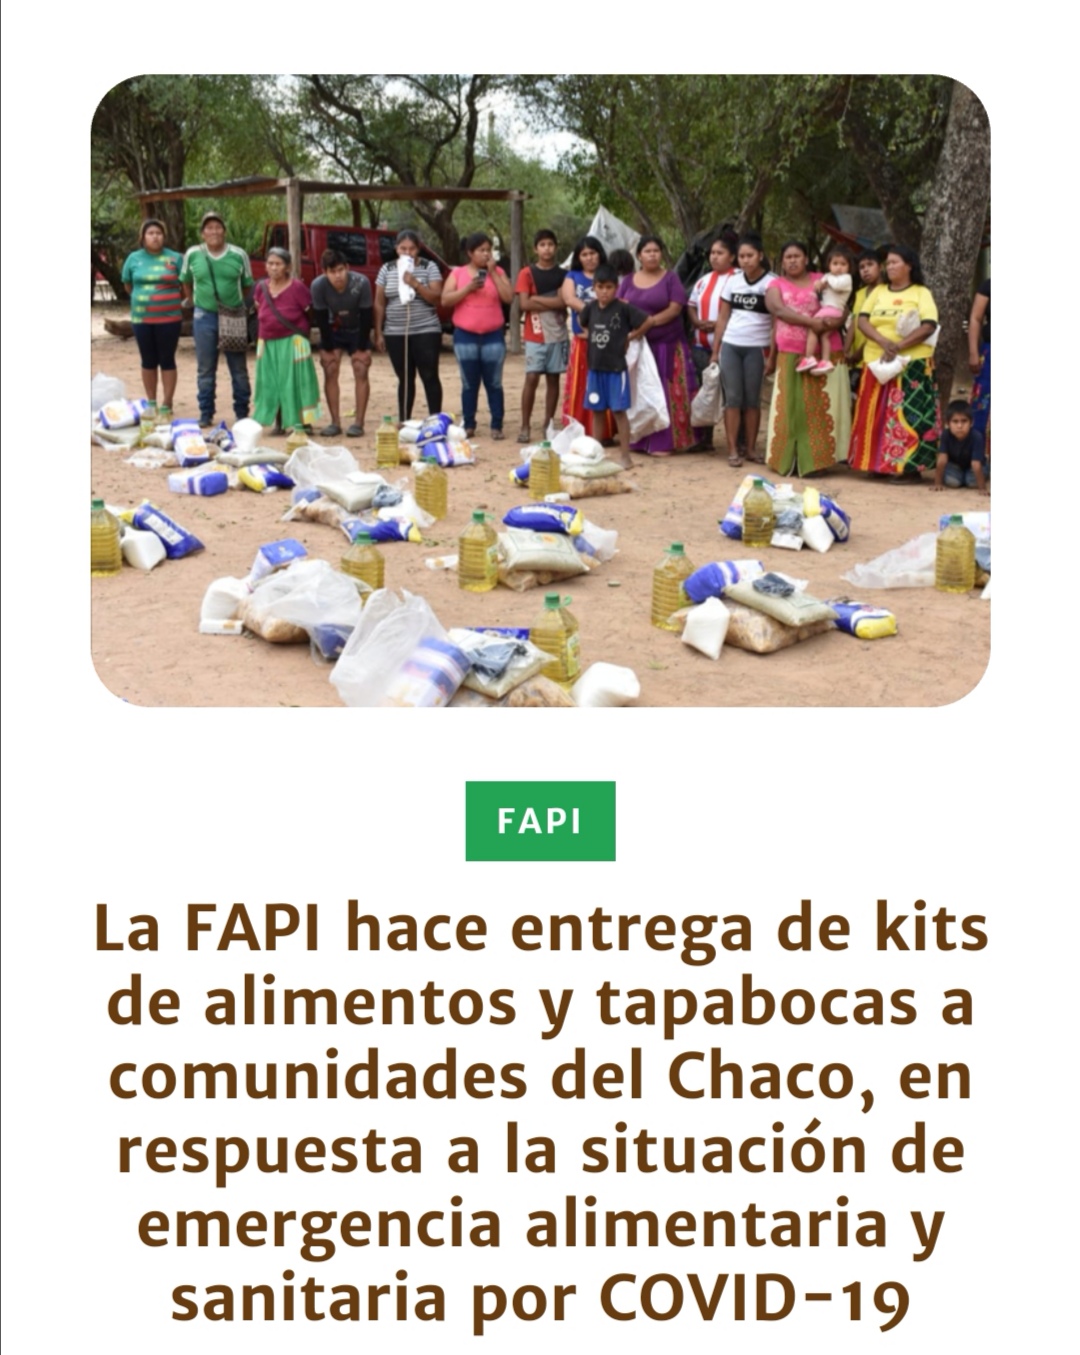 tigo
tigo
FAPI
La FAPI hace entrega de kits
de alimentos y tapabocas a
comunidades del Chaco, en
respuesta a la situación de
emergencia alimentaria y
sanitaria por COVID-19